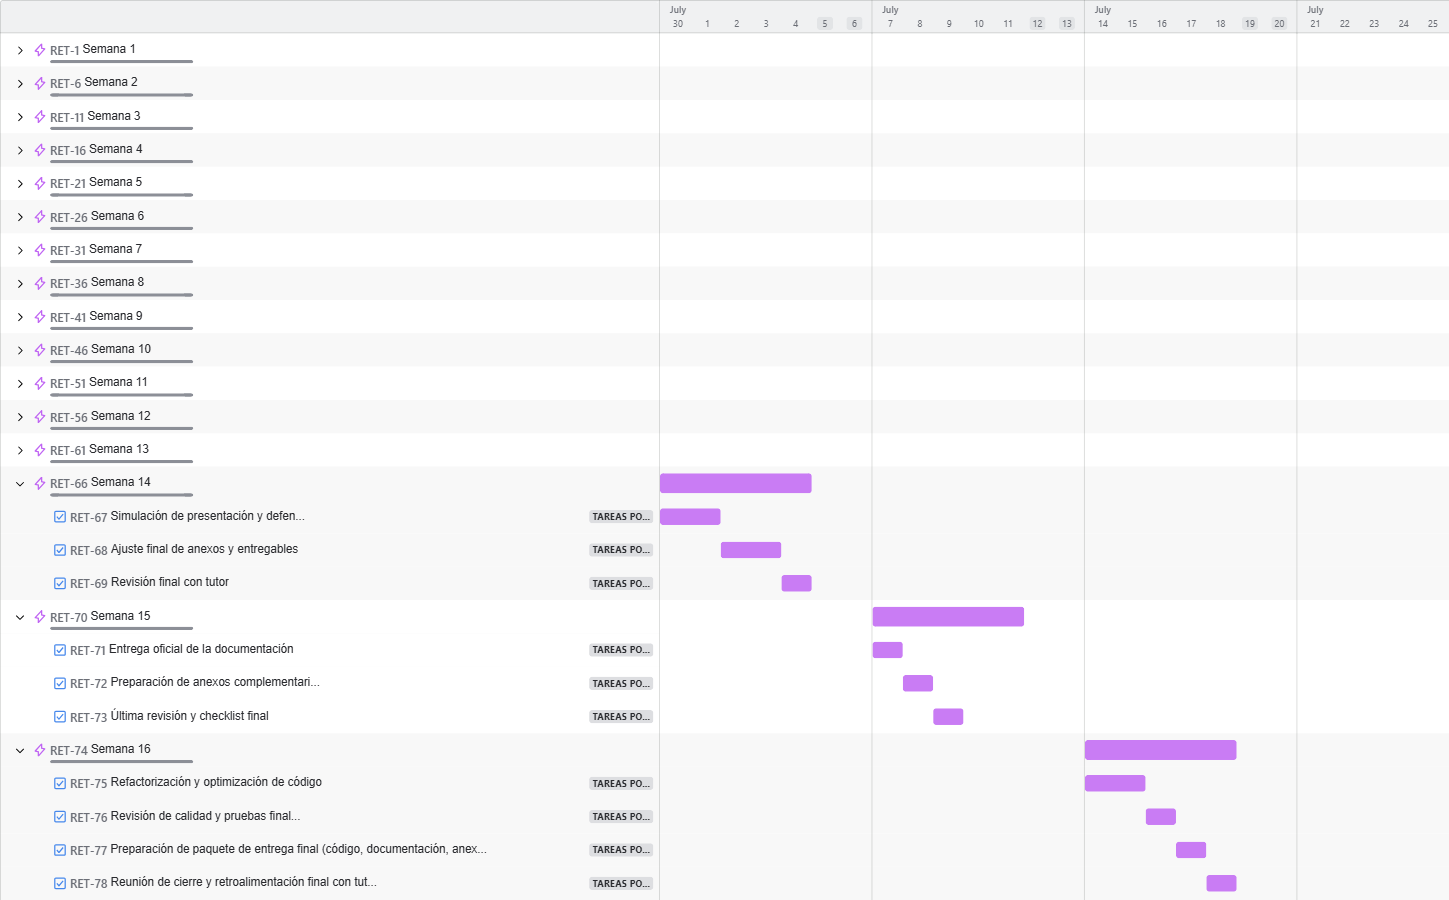 July July July July
30 1 2 3 4 5 6 7 8 9 10 11 12 13 14 15 16 17 18 19 20 21 22 23 24 25
RET-1 Semana 1
RET-6 Semana 2
RET-11 Semana 3
RET-16 Semana 4
RET-21 Semana 5
RET-26 Semana 6
RET-31 Semana 7
RET-36 Semana 8
RET-41 Semana 9
RET-46 Semana 10
RET-51 Semana 11
RET-56 Semana 12
RET-61 Semana 13
RET-66 Semana 14
RET-67 Simulación de presentación y defen... TAREAS PO...
RET-68 Ajuste final de anexos y entregables TAREAS PO...
RET-69 Revisión final con tutor TAREAS PO...
RET-70 Semana 15
RET-71 Entrega oficial de la documentación TAREAS PO...
RET-72 Preparación de anexos complementari... TAREAS PO...
RET-73 Última revisión y checklist final TAREAS PO...
RET-74 Semana 16
RET-75 Refactorización y optimización de código TAREAS PO...
RET-76 Revisión de calidad y pruebas final... TAREAS PO...
RET-77 Preparación de paquete de entrega final (código, documentación, anex... TAREAS PO...
RET-78 Reunión de cierre y retroalimentación final con tut... TAREAS PO...